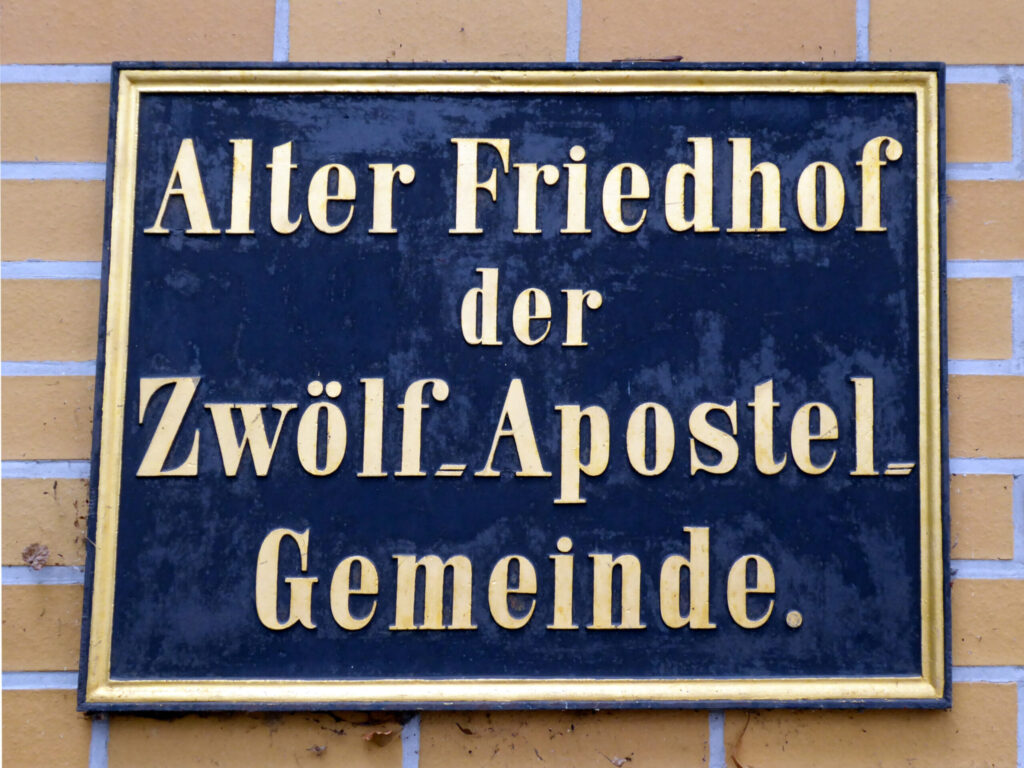 Alter Friedhof
der
Zwölf=Apostel=
Gemeinde.